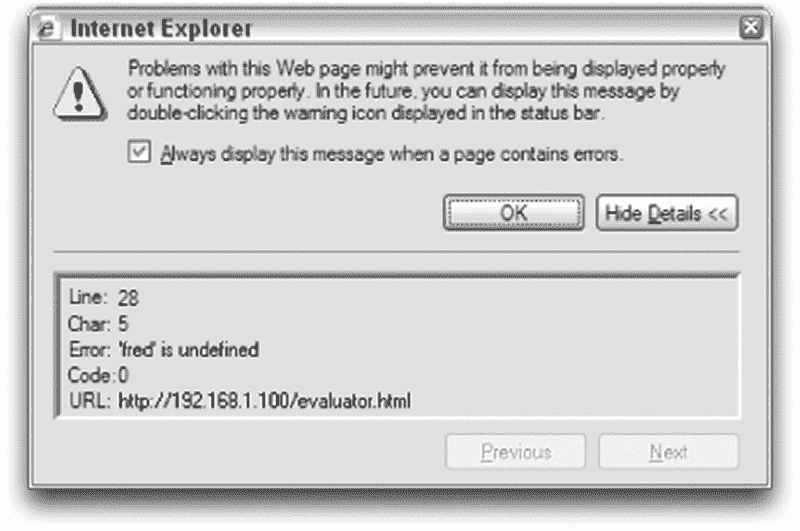 Internet Explorer
Problems with this Web page might prevent it from being displayed properly
or functioning properly. In the future, you can display this message by
double-clicking the warning icon displayed in the status bar.
Always display this message when a page contains errors.
OK Hide Details <<
Line: 28
Char: 5
Error: 'fred' is undefined
Code:0
URL: http://192.168.1.100/evaluator.html
Previous Next